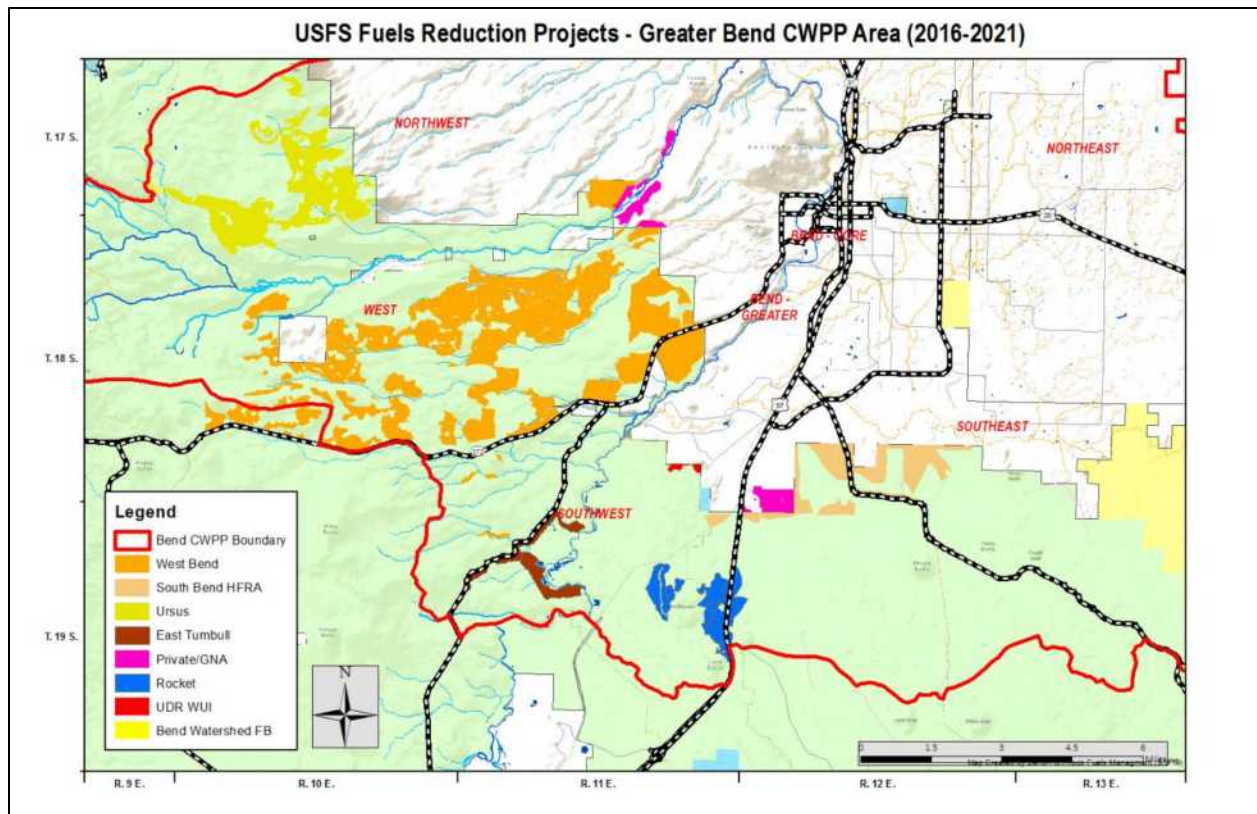 USFS Fuels Reduction Projects - Greater Bend CWPP Area (2016-2021)
T. 17 S.
NORTHWEST
NORTHEAST
20
BEND - CORE
WEST
BEND -
GREATER
T. 18 S.
97
SOUTHEAST
SOUTHWEST
Legend
Bend CWPP Boundary
West Bend
South Bend HFRA
Ursus
East Tumbull
Private/GNA
Rocket
UDR WUI
Bend Watershed FB
T. 19 S.
N
0 1.5 3 4.5 6
R. 9 E. R. 10 E. R. 11 E. R. 12 E. R. 13 E.